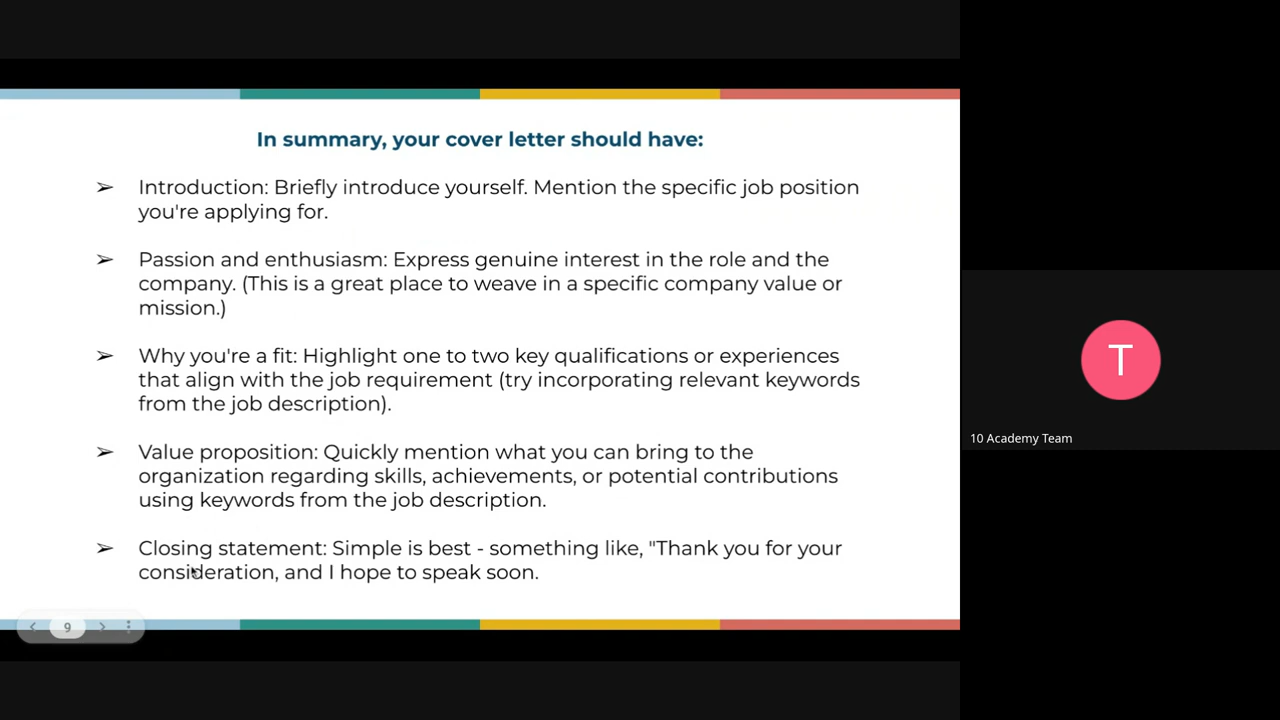 In summary, your cover letter should have:
➢ Introduction: Briefly introduce yourself. Mention the specific job position
you're applying for.
➢ Passion and enthusiasm: Express genuine interest in the role and the
company. (This is a great place to weave in a specific company value or
mission.)
➢ Why you're a fit: Highlight one to two key qualifications or experiences
that align with the job requirement (try incorporating relevant keywords
from the job description).
➢ Value proposition: Quickly mention what you can bring to the
organization regarding skills, achievements, or potential contributions
using keywords from the job description.
➢ Closing statement: Simple is best - something like, "Thank you for your
consideration, and I hope to speak soon.
9
T
10 Academy Team